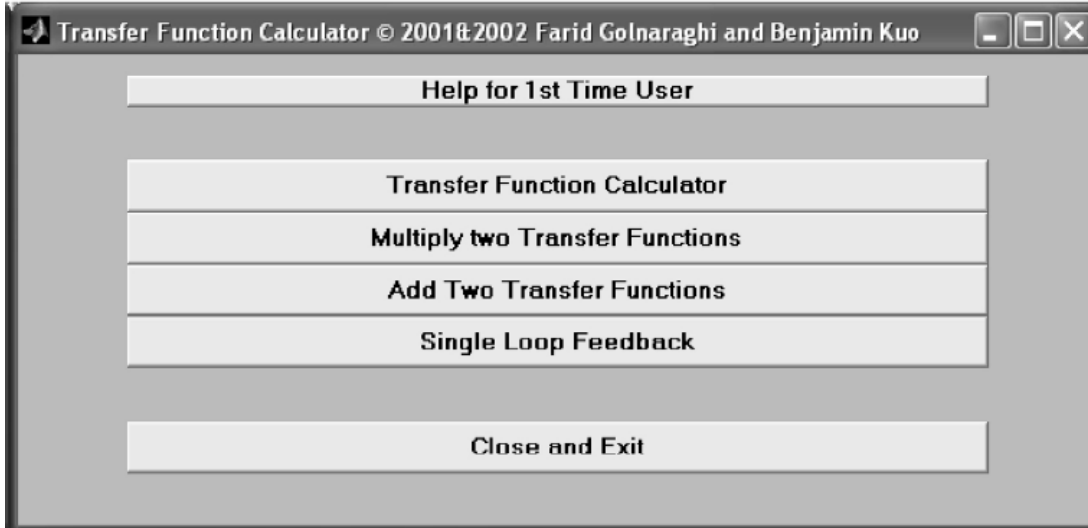 Transfer Function Calculator © 2001&2002 Farid Golnaraghi and Benjamin Kuo
Help for 1st Time User
Transfer Function Calculator
Multiply two Transfer Functions
Add Two Transfer Functions
Single Loop Feedback
Close and Exit